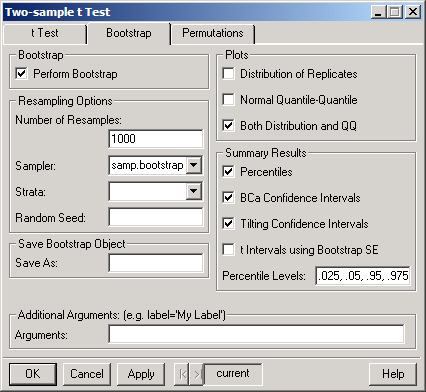 Two-sample t Test
t Test
Bootstrap
Permutations
Bootstrap
Perform Bootstrap
Resampling Options
Number of Resamples:
1000
Sampler:
samp.bootstrap
Strata:
Random Seed:
Save Bootstrap Object
Save As:
Plots
Distribution of Replicates
Normal Quantile-Quantile
Both Distribution and QQ
Summary Results
Percentiles
BCa Confidence Intervals
Tilting Confidence Intervals
t Intervals using Bootstrap SE
Percentile Levels:
.025, .05, .95, .975
Additional Arguments: (e.g. label='My Label')
Arguments:
OK
Cancel
Apply
current
Help